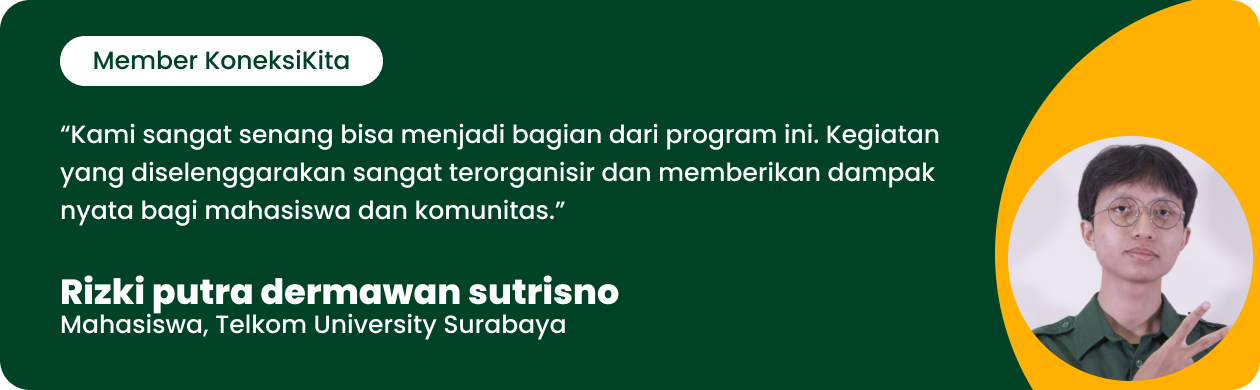 Member KoneksiKita
“Kami sangat senang bisa menjadi bagian dari program ini. Kegiatan
yang diselenggarakan sangat terorganisir dan memberikan dampak
nyata bagi mahasiswa dan komunitas.”
Rizki putra dermawan sutrisno
Mahasiswa, Telkom University Surabaya